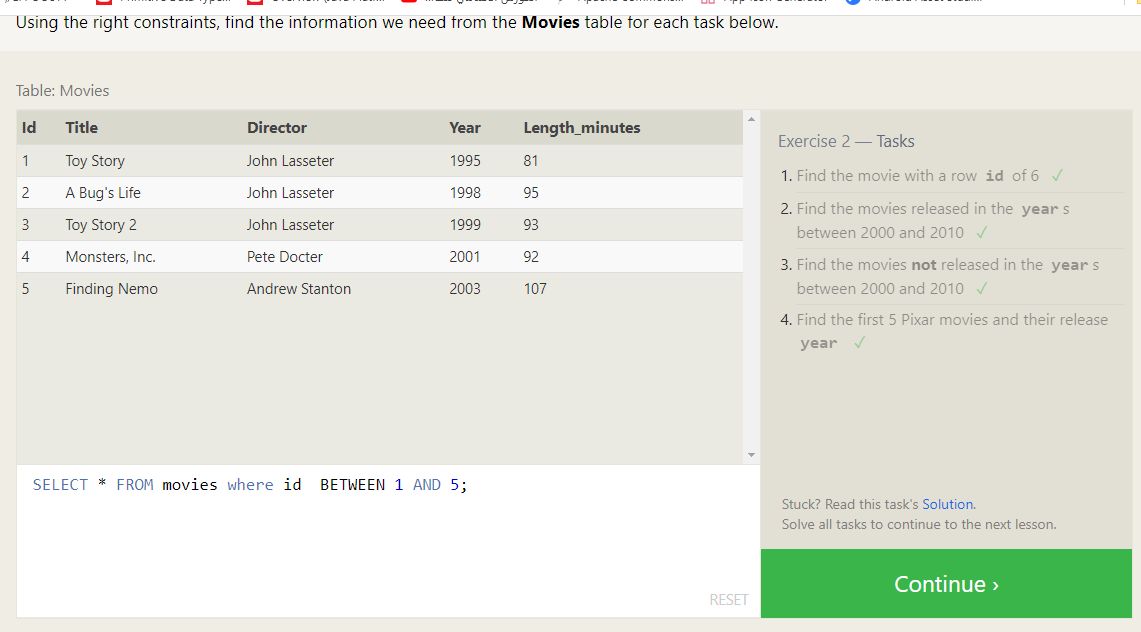 Using the right constraints, find the information we need from the Movies table for each task below.
Table: Movies
Id Title Director Year Length_minutes
1 Toy Story John Lasseter 1995 81
2 A Bug's Life John Lasseter 1998 95
3 Toy Story 2 John Lasseter 1999 93
4 Monsters, Inc. Pete Docter 2001 92
5 Finding Nemo Andrew Stanton 2003 107
SELECT * FROM movies where id  BETWEEN 1 AND 5;
RESET
Exercise 2 — Tasks
1. Find the movie with a row id of 6 ✓
2. Find the movies released in the year s
between 2000 and 2010 ✓
3. Find the movies not released in the year s
between 2000 and 2010 ✓
4. Find the first 5 Pixar movies and their release
year ✓
Stuck? Read this task's Solution.
Solve all tasks to continue to the next lesson.
Continue ›